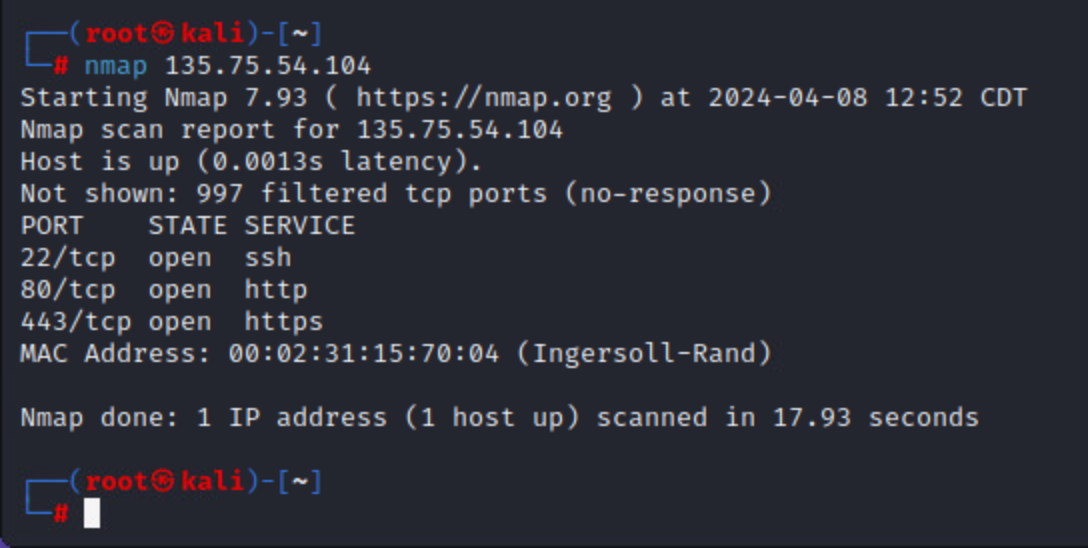 ┌──(root㉿kali)-[~]
└─# nmap 135.75.54.104
Starting Nmap 7.93 ( https://nmap.org ) at 2024-04-08 12:52 CDT
Nmap scan report for 135.75.54.104
Host is up (0.0013s latency).
Not shown: 997 filtered tcp ports (no-response)
PORT    STATE SERVICE
22/tcp  open  ssh
80/tcp  open  http
443/tcp open  https
MAC Address: 00:02:31:15:70:04 (Ingersoll-Rand)

Nmap done: 1 IP address (1 host up) scanned in 17.93 seconds

┌──(root㉿kali)-[~]
└─#